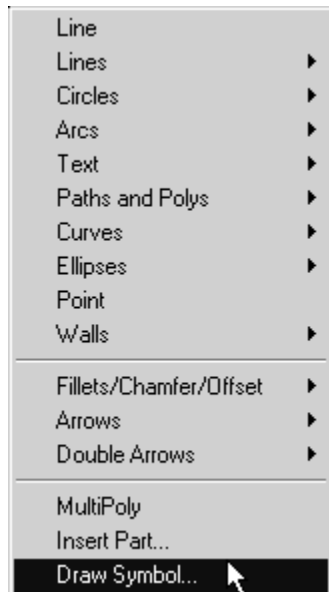 Line
Lines
Circles
Arcs
Text
Paths and Polys
Curves
Ellipses
Point
Walls
Fillets/Chamfer/Offset
Arrows
Double Arrows
MultiPoly
Insert Part...
Draw Symbol...